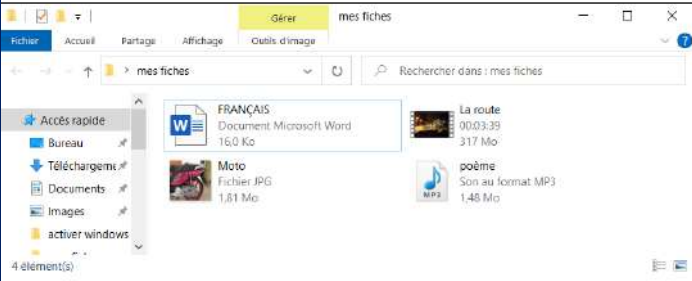 Gérer mes fiches
Fichier Accueil Partage Affichage Outils d'image
mes fiches Rechercher dans : mes fiches
Accès rapide
Bureau
Téléchargeme
Documents
Images
activer windows
FRANÇAIS
Document Microsoft Word
16,0 Ko
La route
00:03:39
317 Mo
Moto
Fichier JPG
1,81 Mo
poème
Son au format MP3
1,48 Mo
W
MP3
4 élément(s)